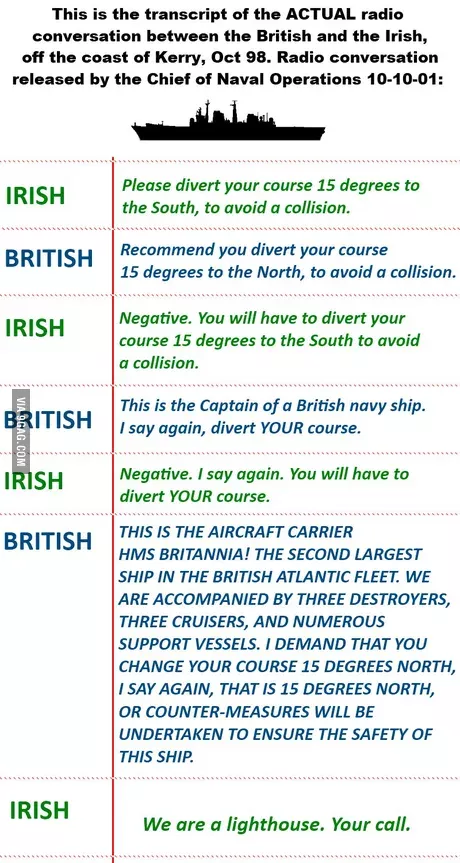 This is the transcript of the ACTUAL radio
conversation between the British and the Irish,
off the coast of Kerry, Oct 98. Radio conversation
released by the Chief of Naval Operations 10-10-01:
IRISH
Please divert your course 15 degrees to
the South, to avoid a collision.
BRITISH
Recommend you divert your course
15 degrees to the North, to avoid a collision.
IRISH
Negative. You will have to divert your
course 15 degrees to the South to avoid
a collision.
BRITISH
This is the Captain of a British navy ship.
I say again, divert YOUR course.
IRISH
Negative. I say again. You will have to
divert YOUR course.
BRITISH
THIS IS THE AIRCRAFT CARRIER
HMS BRITANNIA! THE SECOND LARGEST
SHIP IN THE BRITISH ATLANTIC FLEET. WE
ARE ACCOMPANIED BY THREE DESTROYERS,
THREE CRUISERS, AND NUMEROUS
SUPPORT VESSELS. I DEMAND THAT YOU
CHANGE YOUR COURSE 15 DEGREES NORTH,
I SAY AGAIN, THAT IS 15 DEGREES NORTH,
OR COUNTER-MEASURES WILL BE
UNDERTAKEN TO ENSURE THE SAFETY OF
THIS SHIP.
IRISH
We are a lighthouse. Your call.
VIA 9GAG.COM